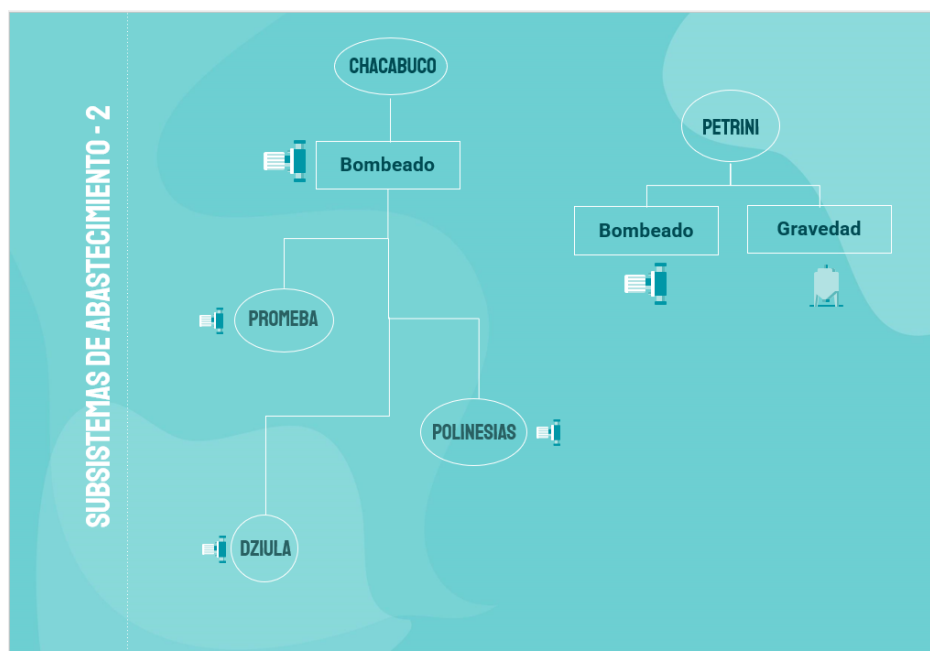 SUBSISTEMAS DE ABASTECIMIENTO - 2
CHACABUCO
Bombeado
PROMEBA
POLINESIAS
DZIULA
PETRINI
Bombeado
Gravedad